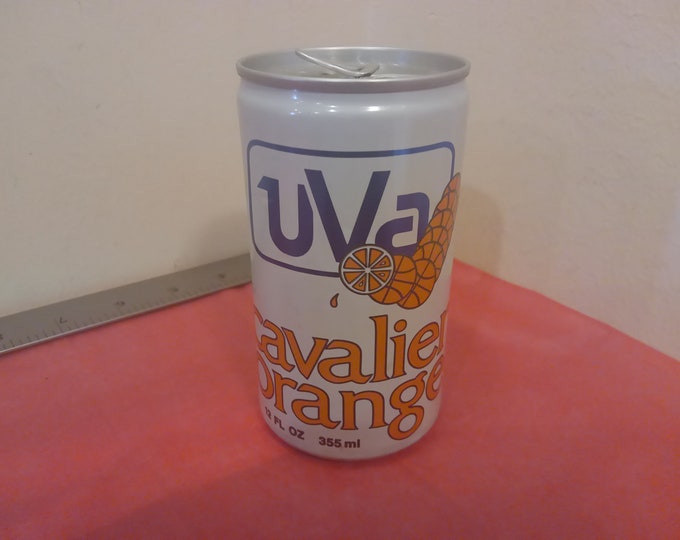 UVa
Cavalier
Orange
12 FL OZ 355 ml